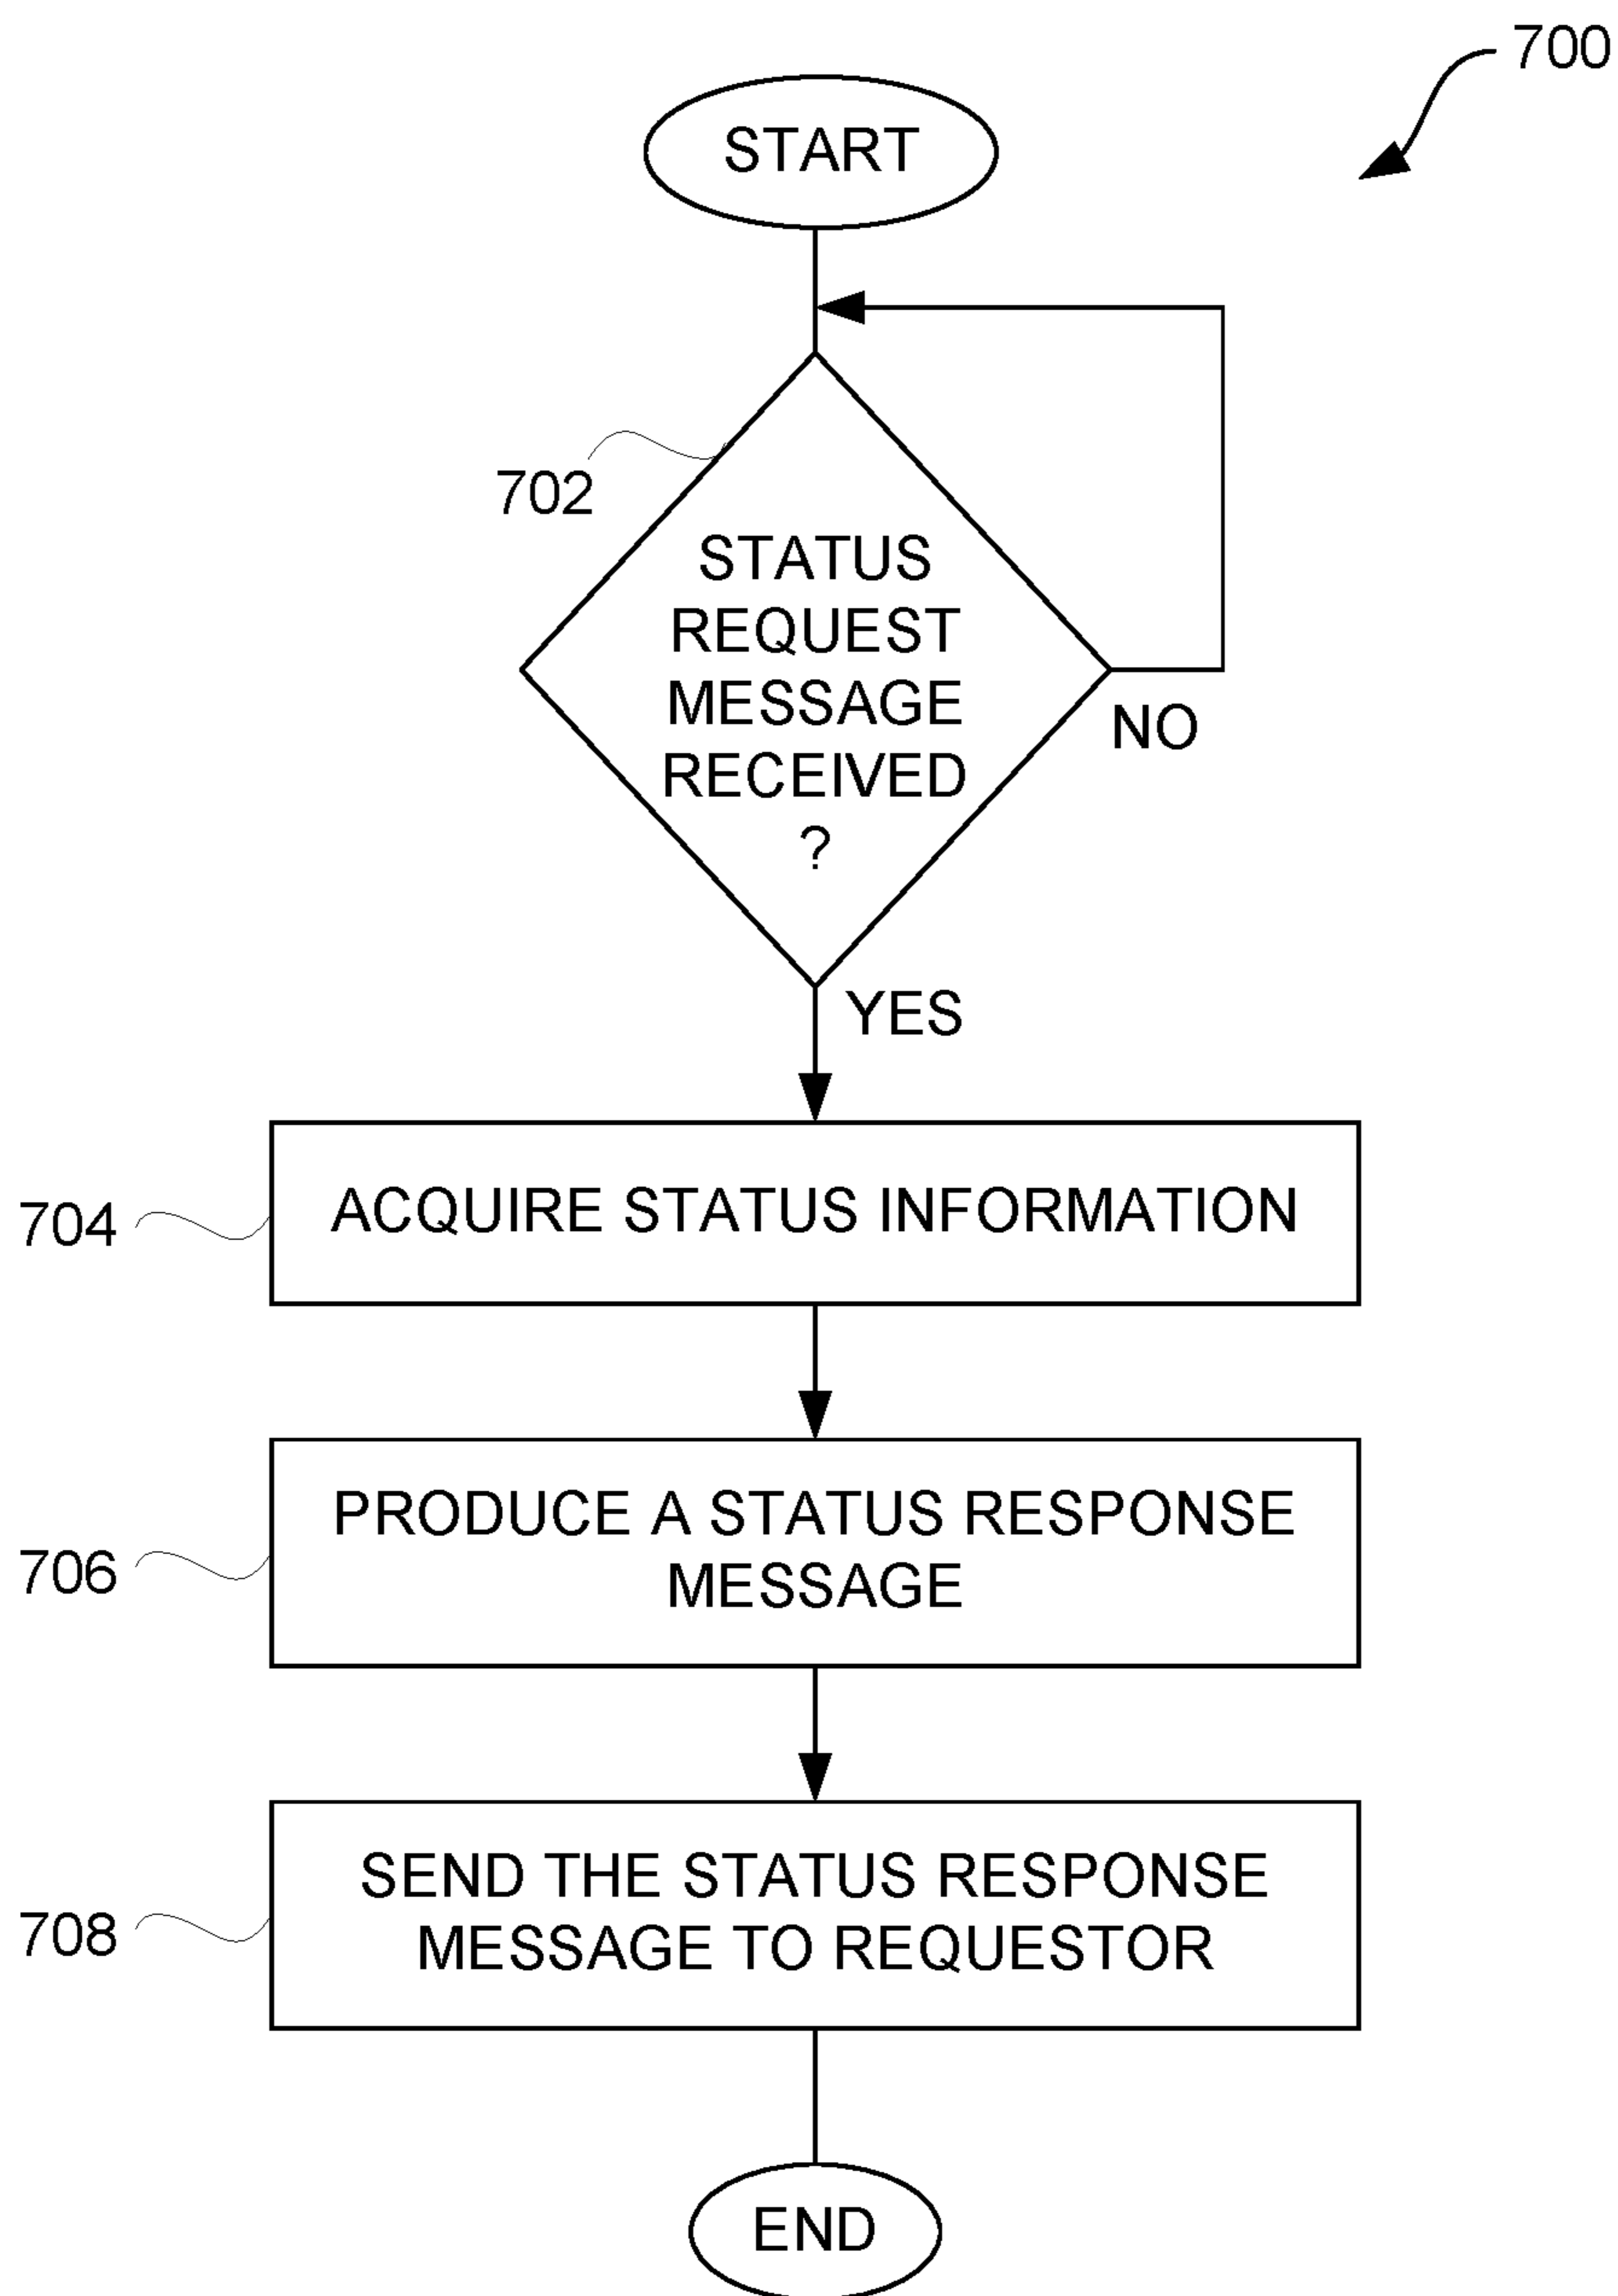 700
START
702
STATUS
REQUEST
MESSAGE
RECEIVED
?
NO
YES
704
ACQUIRE STATUS INFORMATION
706
PRODUCE A STATUS RESPONSE
MESSAGE
708
SEND THE STATUS RESPONSE
MESSAGE TO REQUESTOR
END